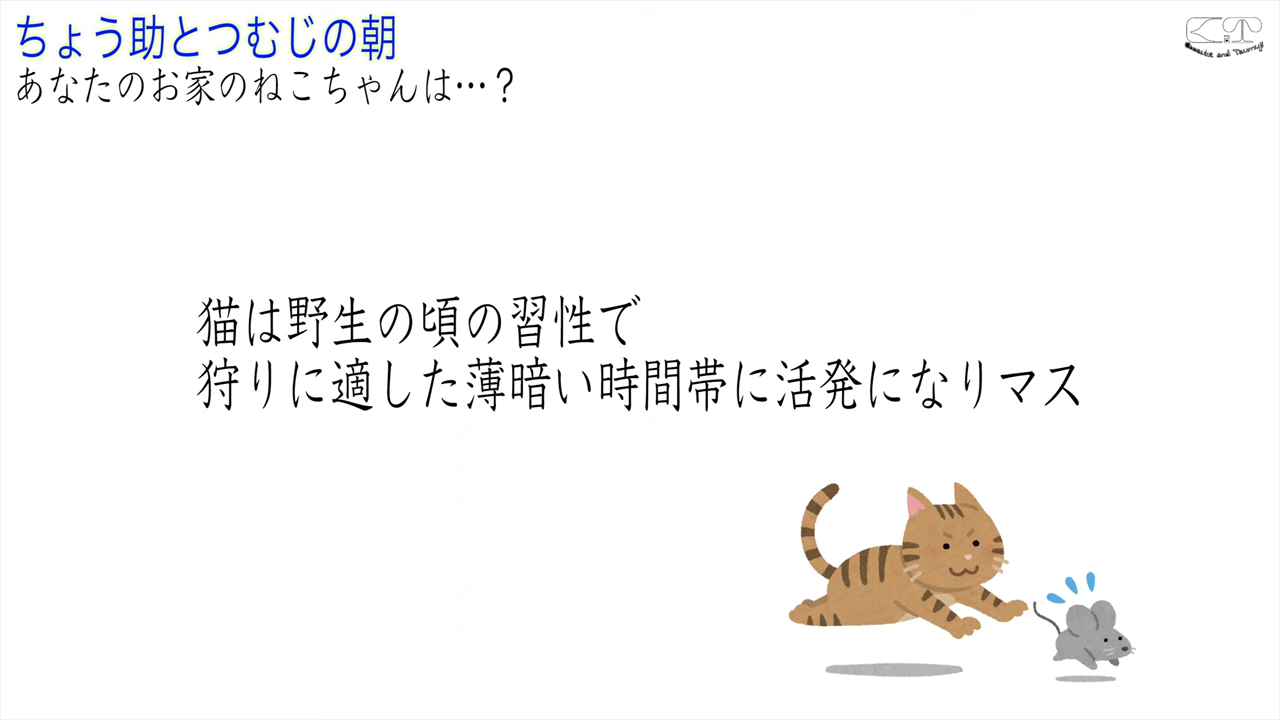 ちょう助とつむじの朝
あなたのお家のねこちゃんは…？
猫は野生の頃の習性で
狩りに適した薄暗い時間帯に活発になりマス